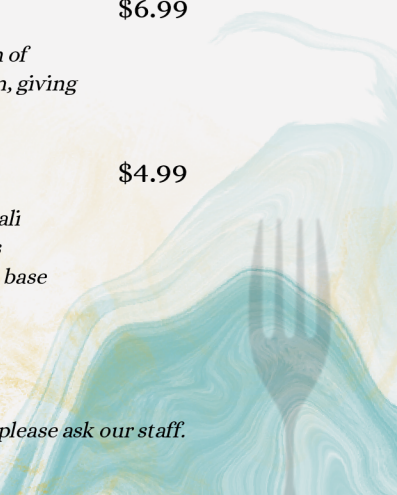 $6.99
of
, giving
$4.99
ali
base
please ask our staff.